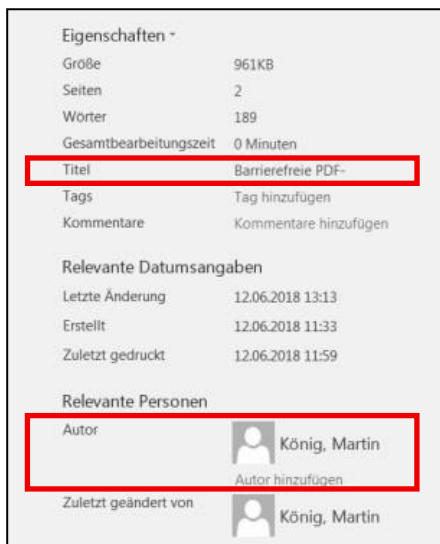 Eigenschaften
Größe 961KB
Seiten 2
Wörter 189
Gesamtbearbeitungszeit 0 Minuten
Titel Barrierefreie PDF-
Tags Tag hinzufügen
Kommentare Kommentare hinzufügen
Relevante Datumsangaben
Letzte Änderung 12.06.2018 13:13
Erstellt 12.06.2018 11:33
Zuletzt gedruckt 12.06.2018 11:59
Relevante Personen
Autor König, Martin
Autor hinzufügen
Zuletzt geändert von König, Martin